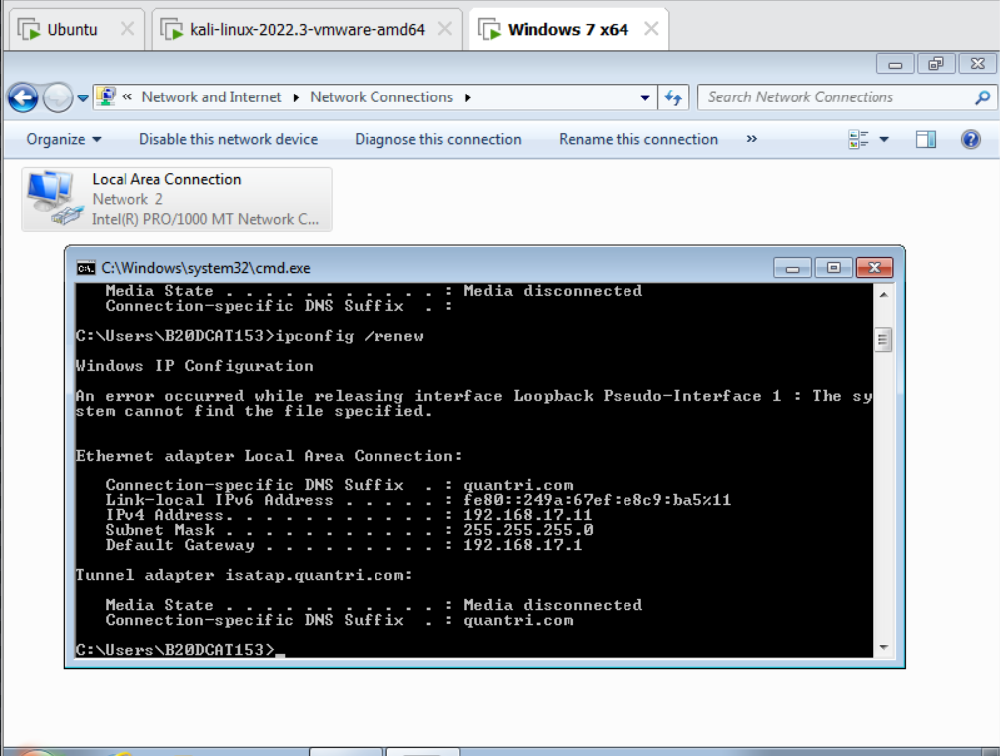 Ubuntu
kali-linux-2022.3-vmware-amd64
Windows 7 x64
« Network and Internet Network Connections
Search Network Connections
Organize
Disable this network device
Diagnose this connection
Rename this connection
»
Local Area Connection
Network 2
Intel(R) PRO/1000 MT Network C...
C:\Windows\system32\cmd.exe
Media State . . . . . . . . . . . : Media disconnected
Connection-specific DNS Suffix . :
C:\Users\B20DCAT153>ipconfig /renew
Windows IP Configuration
An error occurred while releasing interface Loopback Pseudo-Interface 1 : The sy
stem cannot find the file specified.
Ethernet adapter Local Area Connection:
Connection-specific DNS Suffix . : quantri.com
Link-local IPv6 Address . . . . . : fe80::249a:67ef:e8c9:ba5%11
IPv4 Address. . . . . . . . . . . : 192.168.17.11
Subnet Mask . . . . . . . . . . . : 255.255.255.0
Default Gateway . . . . . . . . . : 192.168.17.1
Tunnel adapter isatap.quantri.com:
Media State . . . . . . . . . . . : Media disconnected
Connection-specific DNS Suffix . : quantri.com
C:\Users\B20DCAT153>_